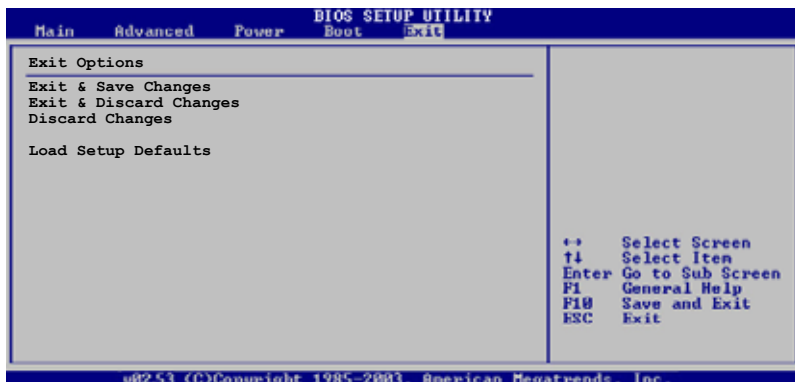 BIOS SETUP UTILITY
Main Advanced Power Boot Exit
Exit Options
Exit & Save Changes
Exit & Discard Changes
Discard Changes
Load Setup Defaults
↔ Select Screen
↑↓ Select Item
Enter Go to Sub Screen
F1 General Help
F10 Save and Exit
ESC Exit
v02.53 (C)Copyright 1985-2003, American Megatrends, Inc.